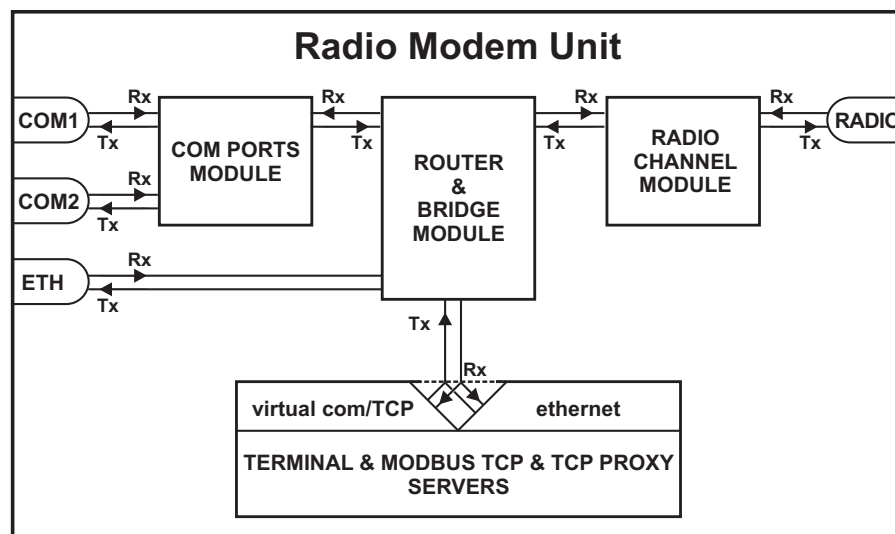 Radio Modem Unit
COM1
Rx
Tx
COM PORTS
MODULE
Rx
Tx
ROUTER
&
BRIDGE
MODULE
Rx
Tx
RADIO
CHANNEL
MODULE
Rx
Tx
RADIO
COM2
Rx
Tx
ETH
Rx
Tx
Tx
Rx
virtual com/TCP
ethernet
TERMINAL & MODBUS TCP & TCP PROXY
SERVERS